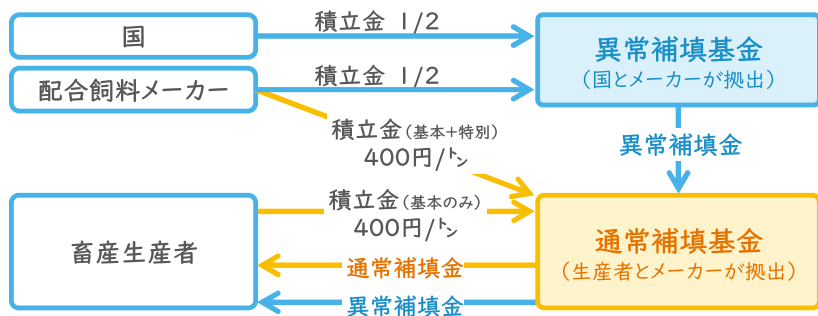 国
積立金 1/2
異常補填基金
（国とメーカーが拠出）
配合飼料メーカー
積立金 1/2
積立金（基本＋特別）
400円/㌧
異常補填金
畜産生産者
積立金（基本のみ）
400円/㌧
通常補填基金
（生産者とメーカーが拠出）
通常補填金
異常補填金